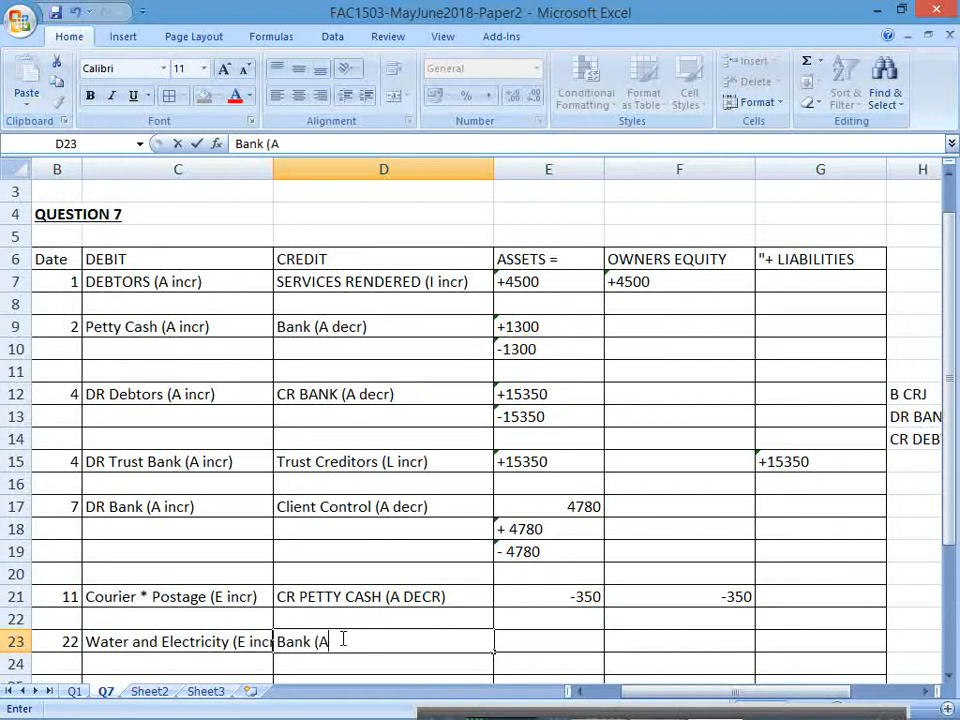 FAC1503-MayJune2018-Paper2 - Microsoft Excel
Home Insert Page Layout Formulas Data Review View Add-Ins
Paste Calibri 11 A A General Conditional Formatting Format as Table Cell Styles Insert Delete Format Sort & Filter Find & Select
B I U A % Σ
Clipboard Font Alignment Number Styles Cells Editing
D23 fx Bank (A
B C D E F G H
3
4 QUESTION 7
5
6 Date DEBIT CREDIT ASSETS = OWNERS EQUITY "+ LIABILITIES
7 1 DEBTORS (A incr) SERVICES RENDERED (I incr) +4500 +4500
8
9 2 Petty Cash (A incr) Bank (A decr) +1300
10 -1300
11
12 4 DR Debtors (A incr) CR BANK (A decr) +15350 B CRJ
13 -15350 DR BAN
14 CR DEB
15 4 DR Trust Bank (A incr) Trust Creditors (L incr) +15350 +15350
16
17 7 DR Bank (A incr) Client Control (A decr) 4780
18 + 4780
19 - 4780
20
21 11 Courier * Postage (E incr) CR PETTY CASH (A DECR) -350 -350
22
23 22 Water and Electricity (E incr Bank (A
24
Q1 Q7 Sheet2 Sheet3